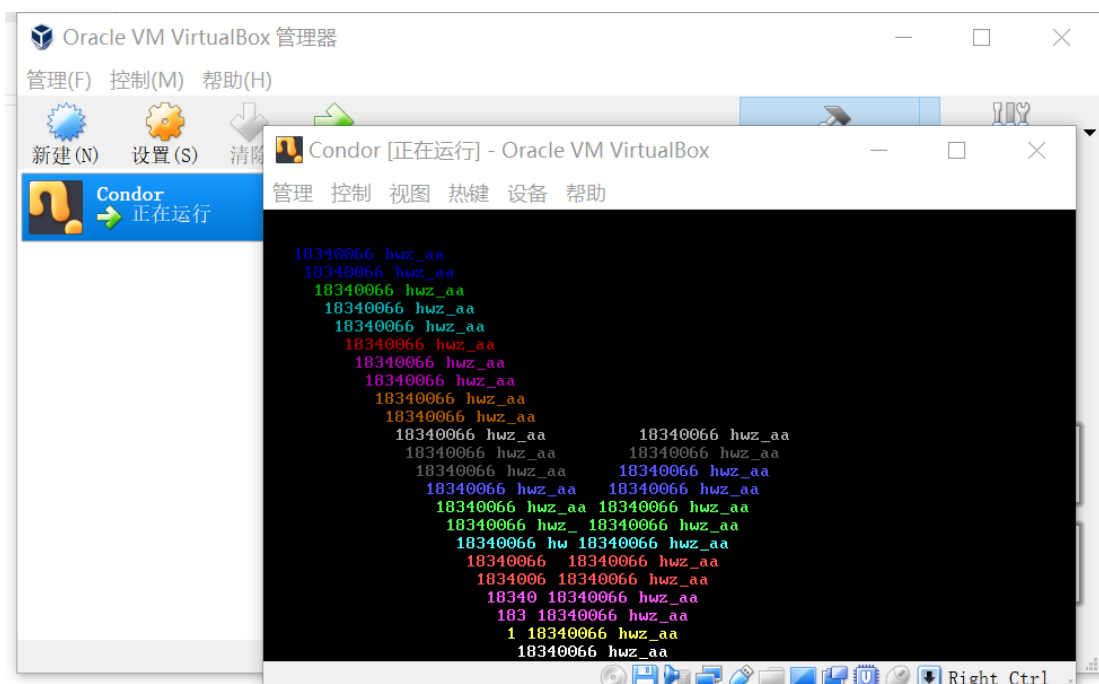 Oracle VM VirtualBox 管理器
管理(F) 控制(M) 帮助(H)
新建(N) 设置(S) 清除
Condor
正在运行
Condor [正在运行] - Oracle VM VirtualBox
管理 控制 视图 热键 设备 帮助
18340066 hwz_aa
18340066 hwz_aa
18340066 hwz_aa
18340066 hwz_aa
18340066 hwz_aa
18340066 hwz_aa
18340066 hwz_aa
18340066 hwz_aa
18340066 hwz_aa
18340066 hwz_aa
18340066 hwz_aa 18340066 hwz_aa
18340066 hwz_aa 18340066 hwz_aa
18340066 hwz_aa 18340066 hwz_aa
18340066 hwz_aa 18340066 hwz_aa
18340066 hwz_aa 18340066 hwz_aa
18340066 hwz_ 18340066 hwz_aa
18340066 hw 18340066 hwz_aa
18340066 18340066 hwz_aa
1834006 18340066 hwz_aa
18340 18340066 hwz_aa
183 18340066 hwz_aa
1 18340066 hwz_aa
18340066 hwz_aa
Right Ctrl